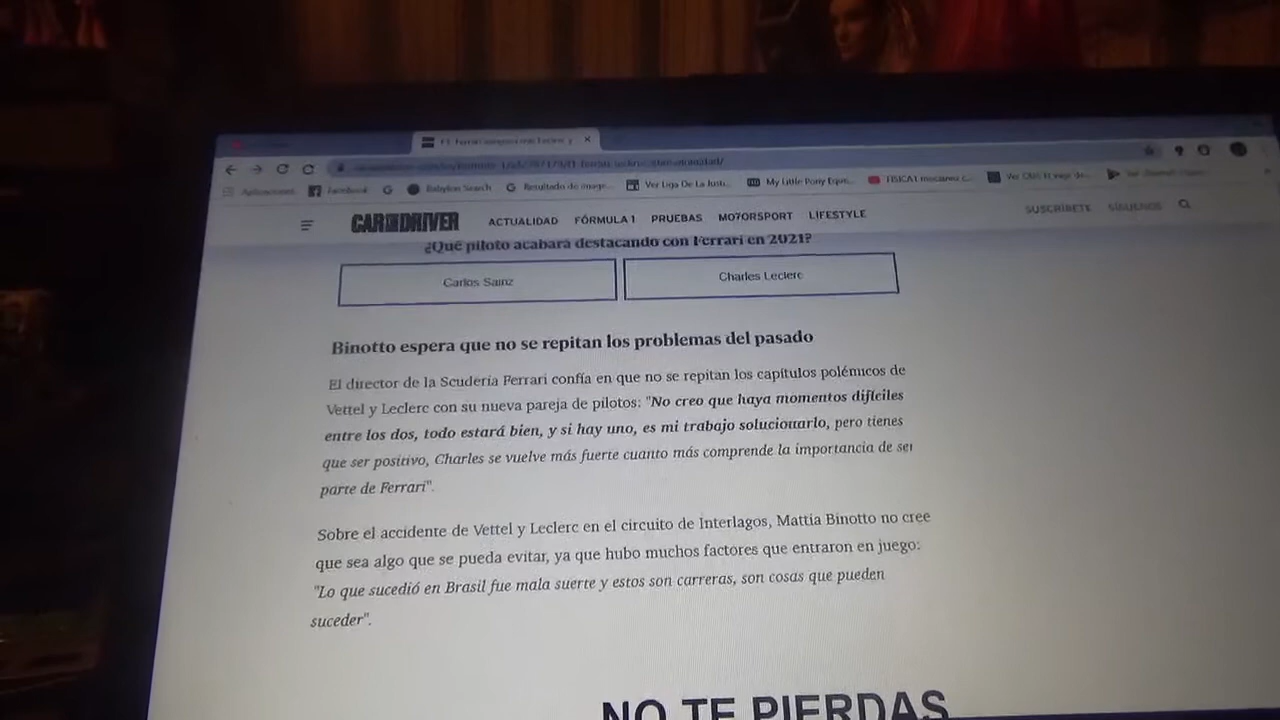 Facebook
G
Babylon Search
G Resultado de image...
Ver Liga De La Justi...
My Little Pony Eque...
CAR AND DRIVER
ACTUALIDAD
FÓRMULA 1
PRUEBAS
MO7ORSPORT
LIFESTYLE
SUSCRÍBETE
SÍGUENOS
¿Qué piloto acabará destacando con Ferrari en 2021?
Carlos Sainz
Charles Leclerc
Binotto espera que no se repitan los problemas del pasado
El director de la Scuderia Ferrari confía en que no se repitan los capítulos polémicos de
Vettel y Leclerc con su nueva pareja de pilotos: "No creo que haya momentos difíciles
entre los dos, todo estará bien, y si hay uno, es mi trabajo solucionarlo, pero tienes
que ser positivo, Charles se vuelve más fuerte cuanto más comprende la importancia de ser
parte de Ferrari".
Sobre el accidente de Vettel y Leclerc en el circuito de Interlagos, Mattia Binotto no cree
que sea algo que se pueda evitar, ya que hubo muchos factores que entraron en juego:
"Lo que sucedió en Brasil fue mala suerte y estos son carreras, son cosas que pueden
suceder".
NO TE PIERDAS